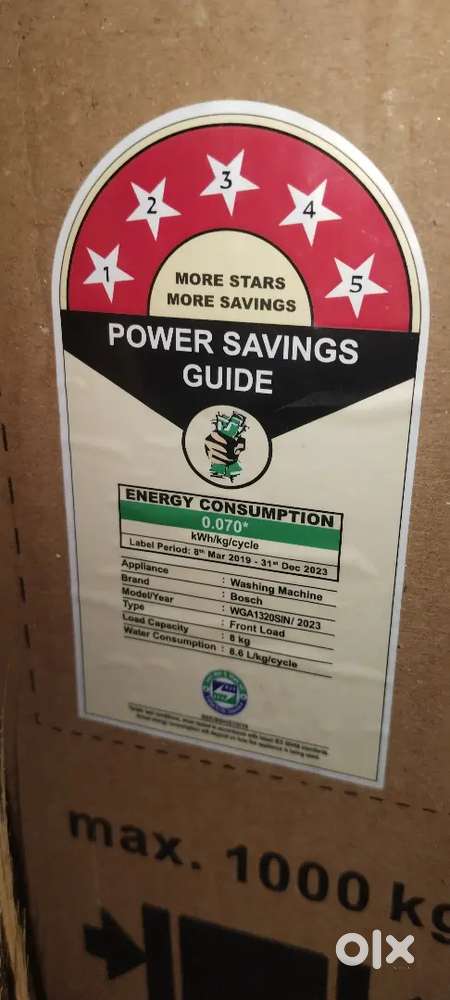 1 2 3 4 5
MORE STARS
MORE SAVINGS
POWER SAVINGS
GUIDE
ENERGY CONSUMPTION
0.070*
kWh/kg/cycle
Label Period: 8th Mar 2019 - 31st Dec 2023
Appliance : Washing Machine
Brand : Bosch
Model/Year : WGA1320SIN/ 2023
Type : Front Load
Load Capacity : 8 kg
Water Consumption : 8.6 L/kg/cycle
max. 1000 kg
olx